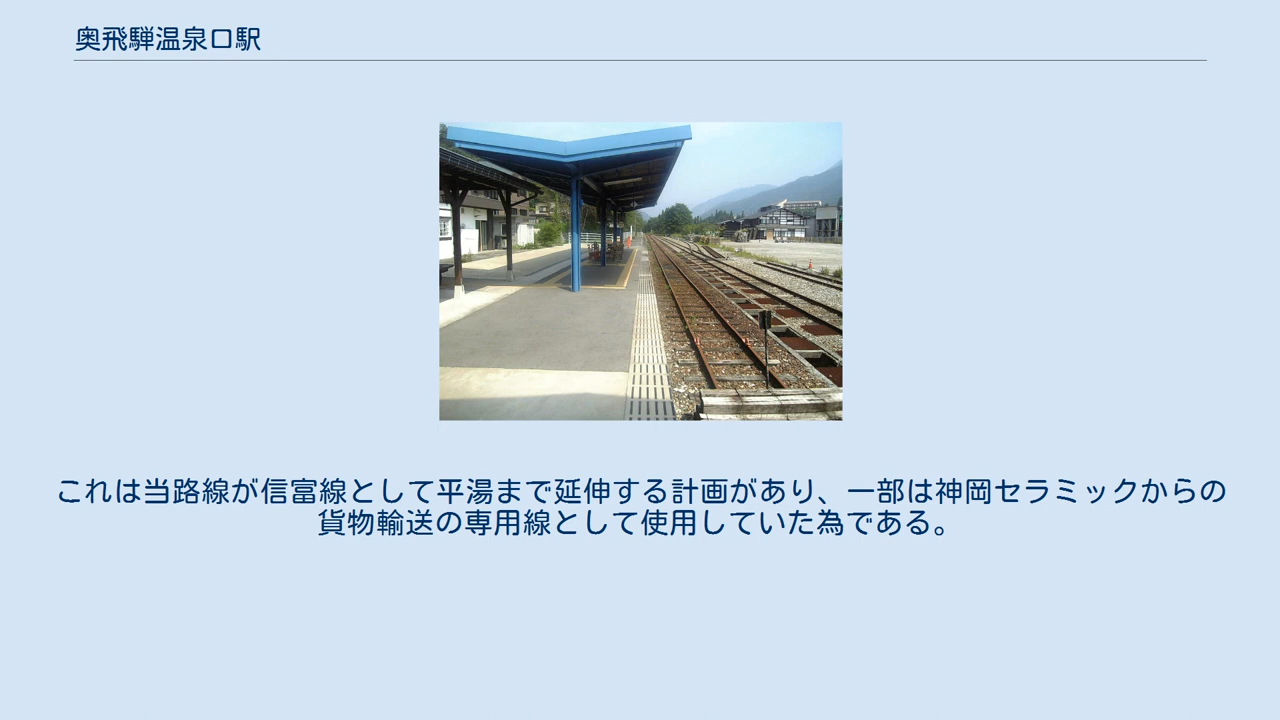 奥飛騨温泉口駅
これは当路線が信富線として平湯まで延伸する計画があり、一部は神岡セラミックからの
貨物輸送の専用線として使用していた為である。